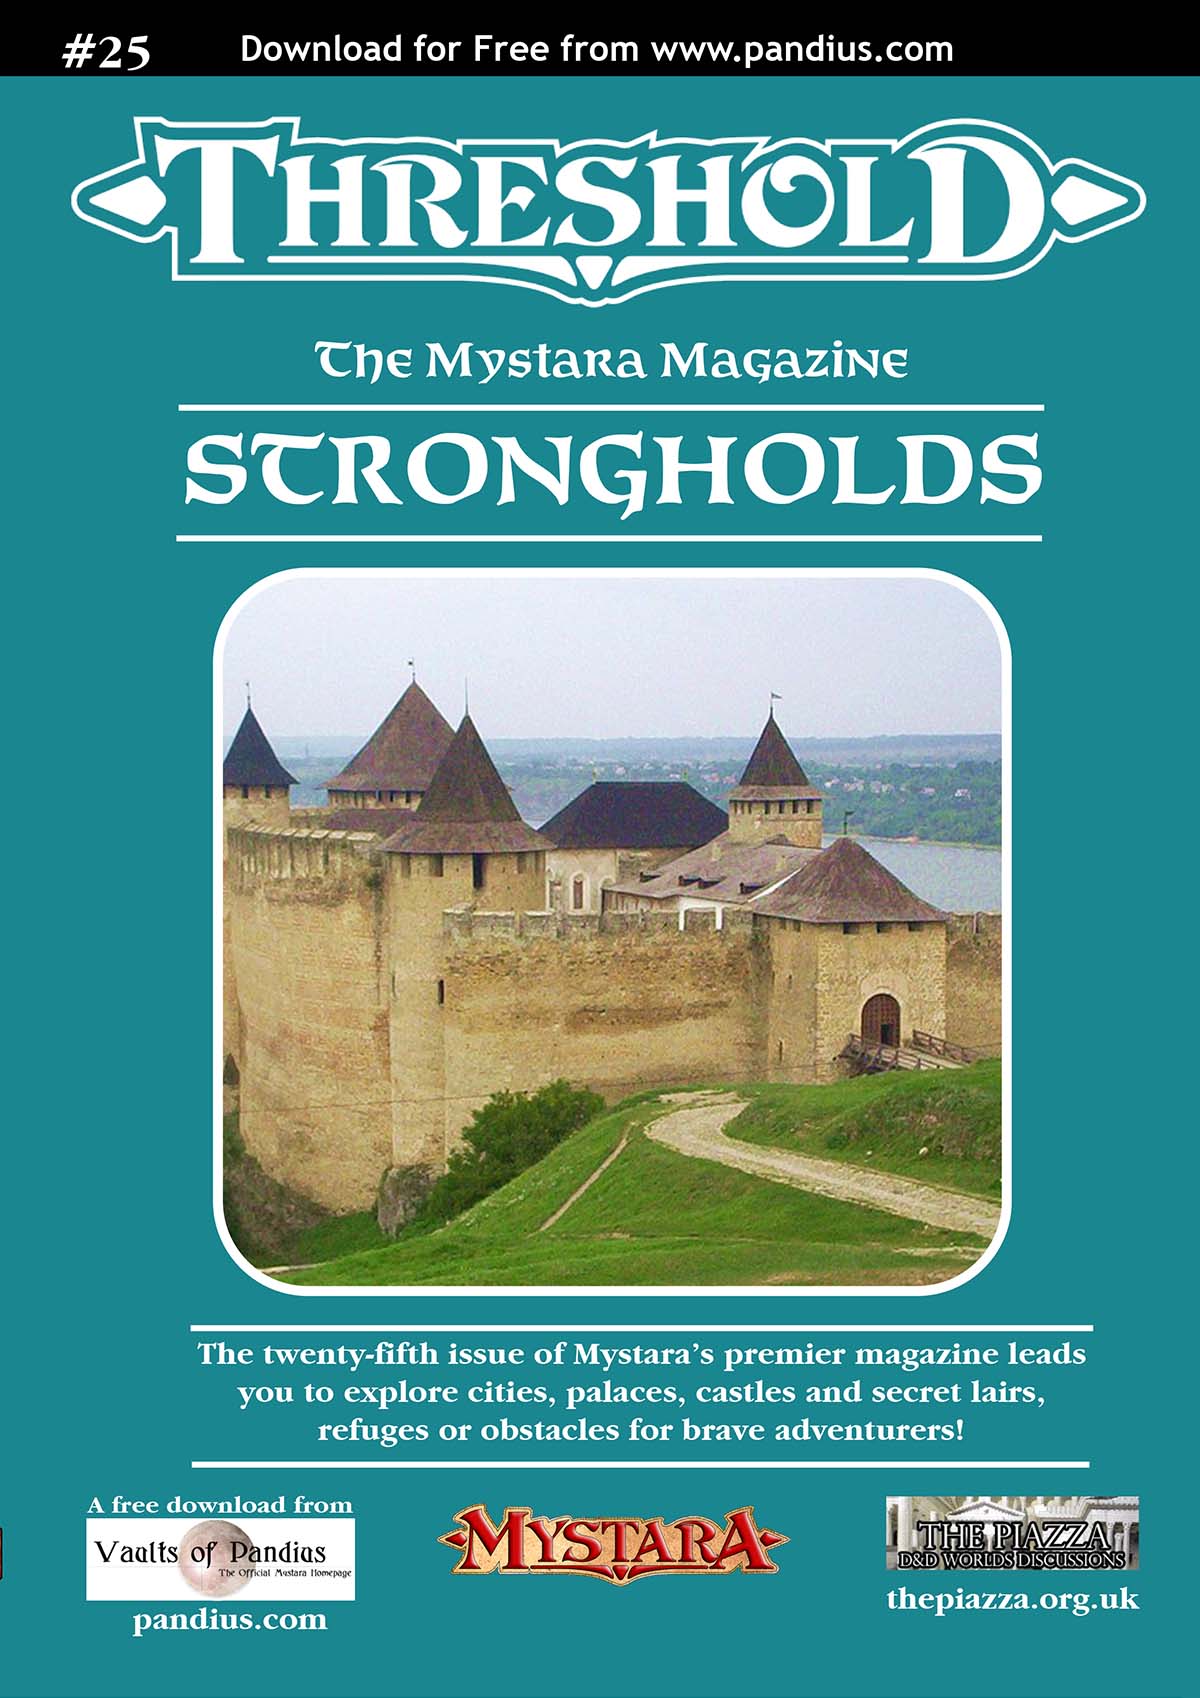 #25 Download for Free from www.pandius.com
THRESHOLD
The Mystara Magazine
STRONGHOLDS
The twenty-fifth issue of Mystara's premier magazine leads
you to explore cities, palaces, castles and secret lairs,
refuges or obstacles for brave adventurers!
A free download from
Vaults of Pandius
The Official Mystara Homepage
pandius.com
MYSTARA
THE PIAZZA
D&D WORLDS DISCUSSIONS
thepiazza.org.uk